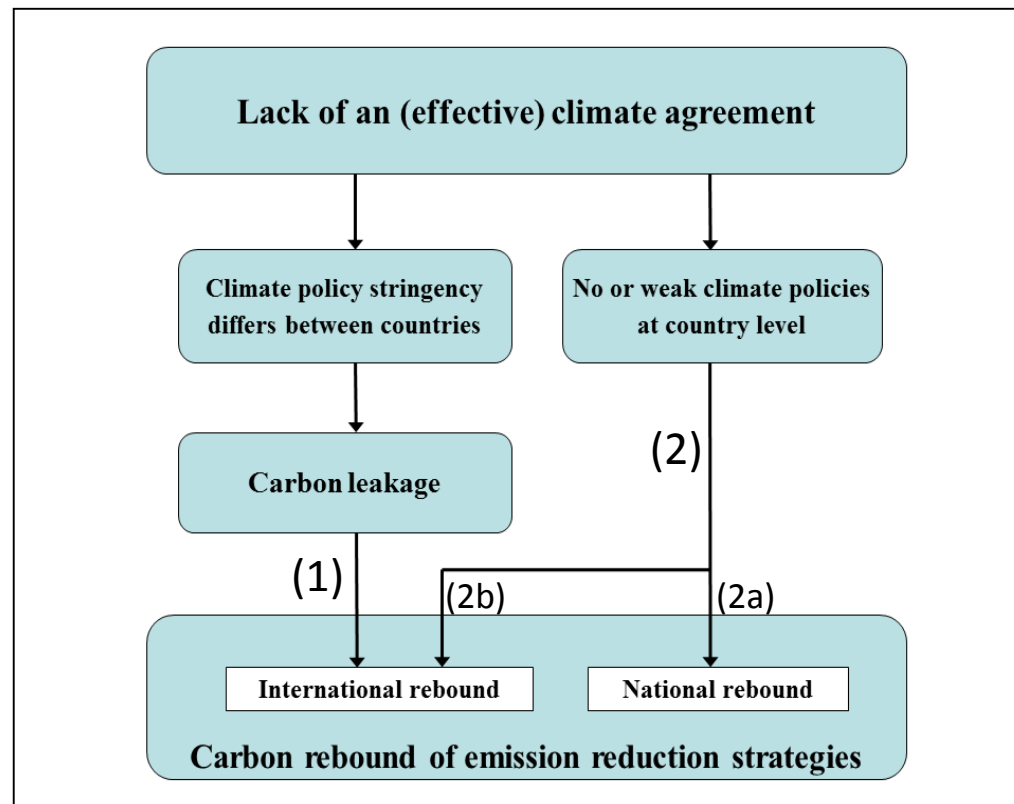 Lack of an (effective) climate agreement
Climate policy stringency
differs between countries
No or weak climate policies
at country level
Carbon leakage
(2)
(1)
(2b)
(2a)
International rebound
National rebound
Carbon rebound of emission reduction strategies